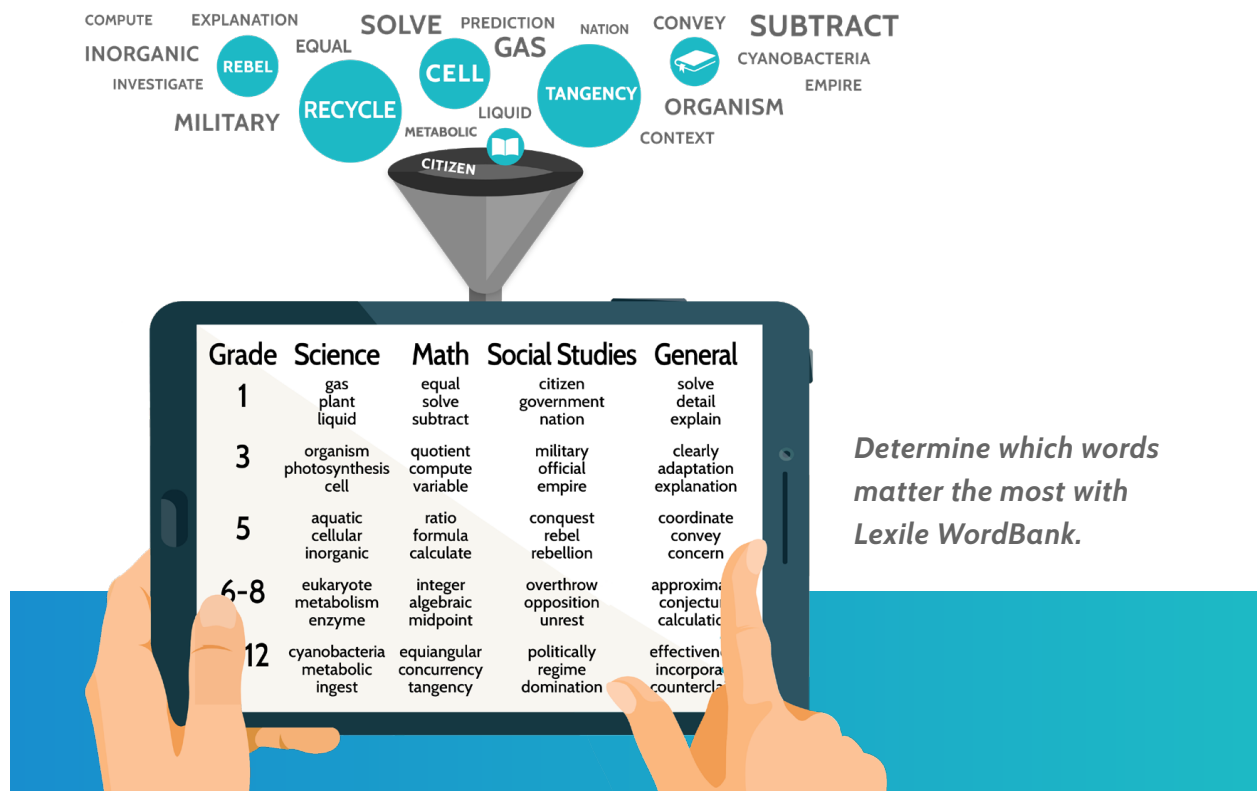 COMPUTE EXPLANATION SOLVE PREDICTION NATION CONVEY SUBTRACT
INORGANIC REBEL EQUAL CELL GAS TANGENCY CYANOBACTERIA
INVESTIGATE RECYCLE EMPIRE
MILITARY LIQUID ORGANISM
METABOLIC CONTEXT
CITIZEN
Grade Science Math Social Studies General
gas equal citizen solve
1 plant solve government detail
liquid subtract nation explain
organism quotient military clearly
3 photosynthesis compute official adaptation
cell variable empire explanation
aquatic ratio conquest coordinate
5 cellular formula rebel convey
inorganic calculate rebellion concern
eukaryote integer overthrow
6-8 metabolism algebraic opposition
enzyme midpoint unrest
cyanobacteria equiangular politically
12 metabolic concurrency regime
ingest tangency domination
Determine which words
matter the most with
Lexile WordBank.